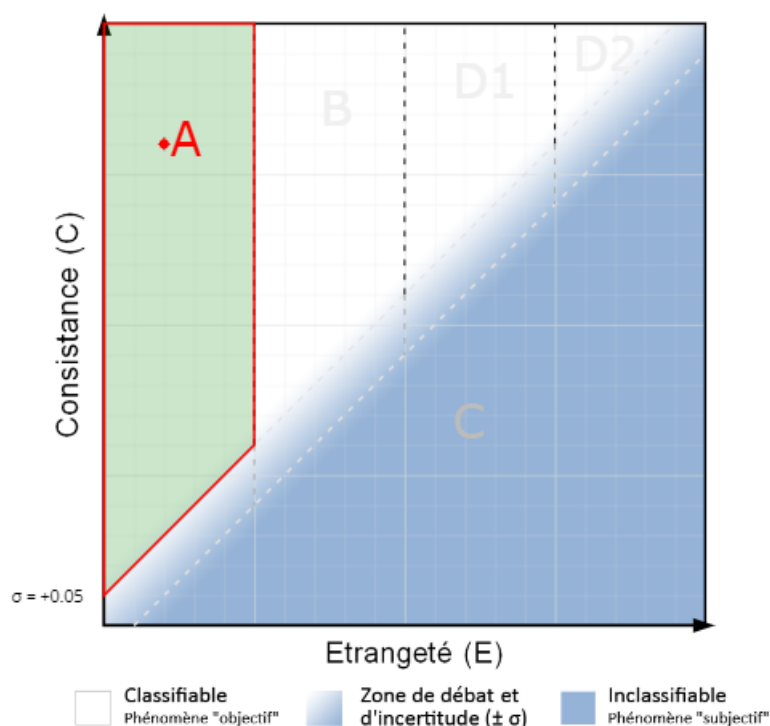 D2
D1
B
A
Consistance (C)
C
σ = +0.05
Etrangeté (E)
Classifiable
Phénomène "objectif"
Zone de débat et
d'incertitude (± σ)
Inclassifiable
Phénomène "subjectif"